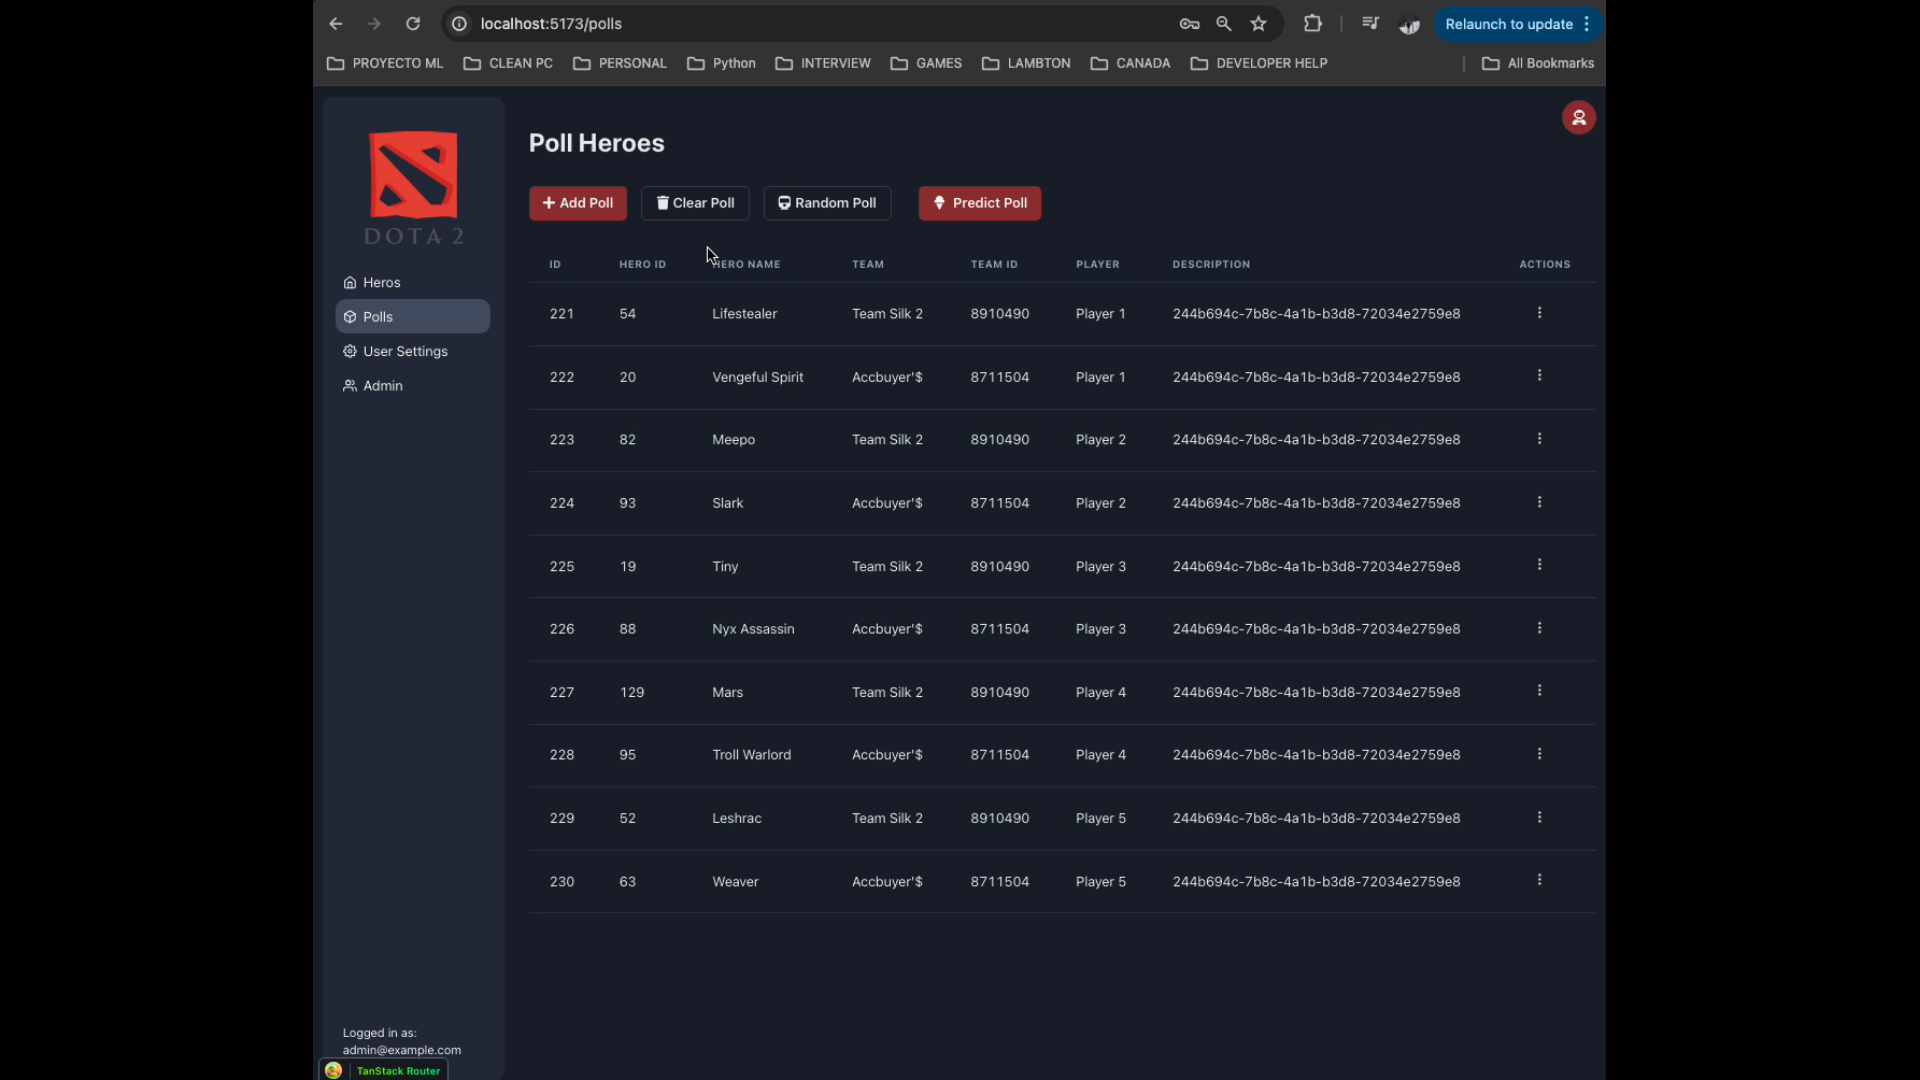 localhost:5173/polls
Relaunch to update
PROYECTO ML CLEAN PC PERSONAL Python INTERVIEW GAMES LAMBTON CANADA DEVELOPER HELP All Bookmarks
DOTA 2
Heros
Polls
User Settings
Admin
Logged in as:
admin@example.com
TanStack Router
Poll Heroes
Add Poll Clear Poll Random Poll Predict Poll
ID HERO ID HERO NAME TEAM TEAM ID PLAYER DESCRIPTION ACTIONS
221 54 Lifestealer Team Silk 2 8910490 Player 1 244b694c-7b8c-4a1b-b3d8-72034e2759e8
222 20 Vengeful Spirit Accbuyer'$ 8711504 Player 1 244b694c-7b8c-4a1b-b3d8-72034e2759e8
223 82 Meepo Team Silk 2 8910490 Player 2 244b694c-7b8c-4a1b-b3d8-72034e2759e8
224 93 Slark Accbuyer'$ 8711504 Player 2 244b694c-7b8c-4a1b-b3d8-72034e2759e8
225 19 Tiny Team Silk 2 8910490 Player 3 244b694c-7b8c-4a1b-b3d8-72034e2759e8
226 88 Nyx Assassin Accbuyer'$ 8711504 Player 3 244b694c-7b8c-4a1b-b3d8-72034e2759e8
227 129 Mars Team Silk 2 8910490 Player 4 244b694c-7b8c-4a1b-b3d8-72034e2759e8
228 95 Troll Warlord Accbuyer'$ 8711504 Player 4 244b694c-7b8c-4a1b-b3d8-72034e2759e8
229 52 Leshrac Team Silk 2 8910490 Player 5 244b694c-7b8c-4a1b-b3d8-72034e2759e8
230 63 Weaver Accbuyer'$ 8711504 Player 5 244b694c-7b8c-4a1b-b3d8-72034e2759e8